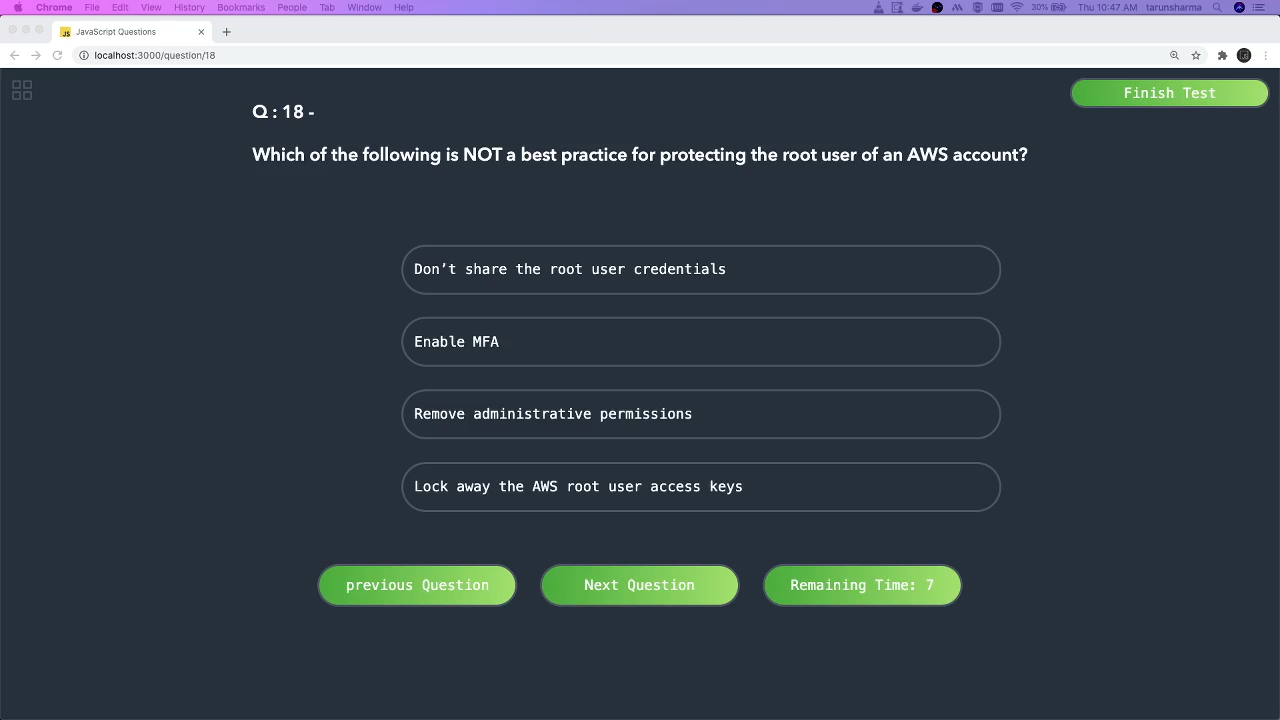 Chrome File Edit View History Bookmarks People Tab Window Help 30% Thu 10:47 AM tarunsharma
JS JavaScript Questions
localhost:3000/question/18
Finish Test
Q : 18 -
Which of the following is NOT a best practice for protecting the root user of an AWS account?
Don’t share the root user credentials
Enable MFA
Remove administrative permissions
Lock away the AWS root user access keys
previous Question Next Question Remaining Time: 7